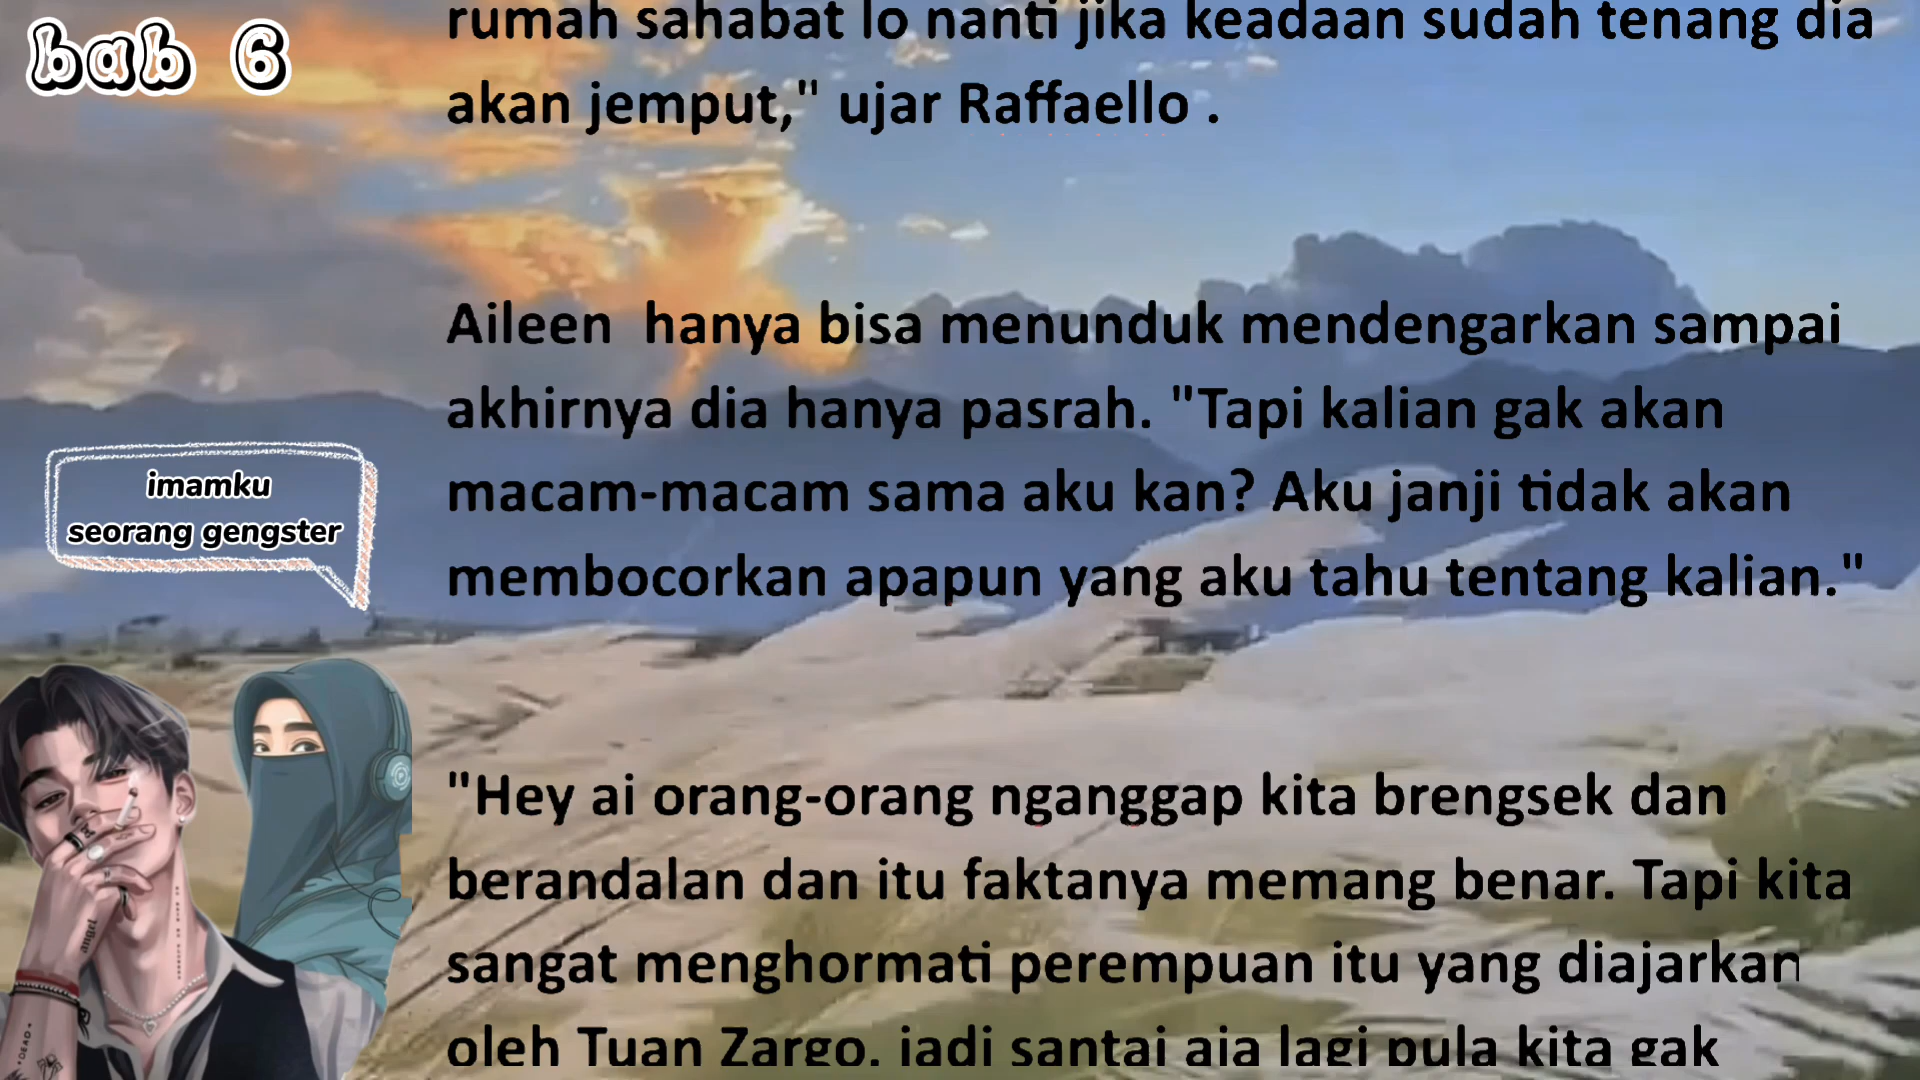 bab 6
rumah sahabat lo nanti jika keadaan sudah tenang dia
akan jemput," ujar Raffaello .
Aileen  hanya bisa menunduk mendengarkan sampai
akhirnya dia hanya pasrah. "Tapi kalian gak akan
macam-macam sama aku kan? Aku janji tidak akan
membocorkan apapun yang aku tahu tentang kalian."
imamku
seorang gengster
"Hey ai orang-orang nganggap kita brengsek dan
berandalan dan itu faktanya memang benar. Tapi kita
sangat menghormati perempuan itu yang diajarkan
oleh Tuan Zargo, jadi santai aja lagi pula kita gak
angel
DEAD